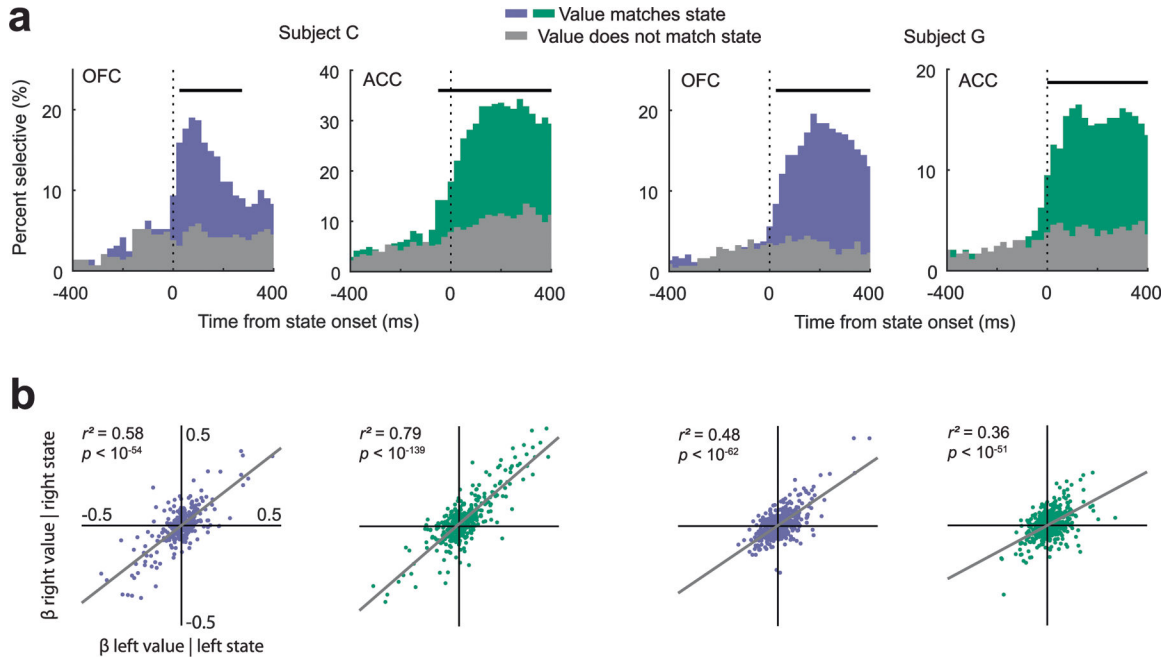 a
Value matches state
Value does not match state
Subject C
Subject G
Percent selective (%)
OFC
20
10
0
-400
0
400
ACC
40
30
20
10
0
-400
0
400
OFC
20
10
0
-400
0
400
ACC
20
10
0
-400
0
400
Time from state onset (ms)
Time from state onset (ms)
b
β right value | right state
r² = 0.58
p < 10⁻⁵⁴
0.5
-0.5
0.5
-0.5
β left value | left state
r² = 0.79
p < 10⁻¹³⁹
r² = 0.48
p < 10⁻⁶²
r² = 0.36
p < 10⁻⁵¹